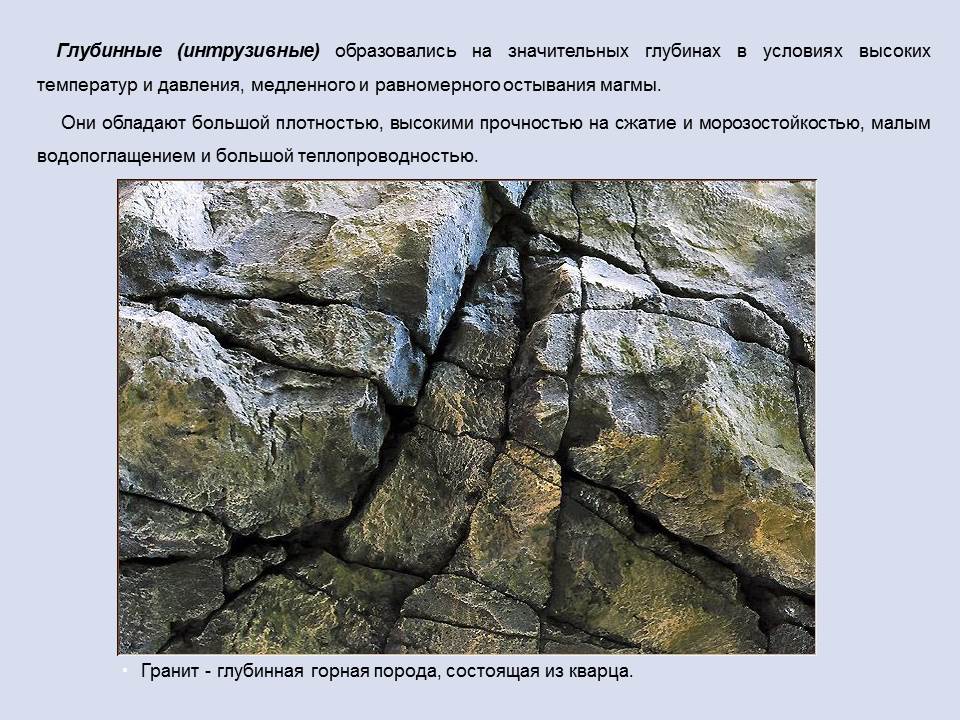 Глубинные (интрузивные) образовались на значительных глубинах в условиях высоких
температур и давления, медленного и равномерного остывания магмы.
Они обладают большой плотностью, высокими прочностью на сжатие и морозостойкостью, малым
водопоглащением и большой теплопроводностью.
• Гранит - глубинная горная порода, состоящая из кварца.